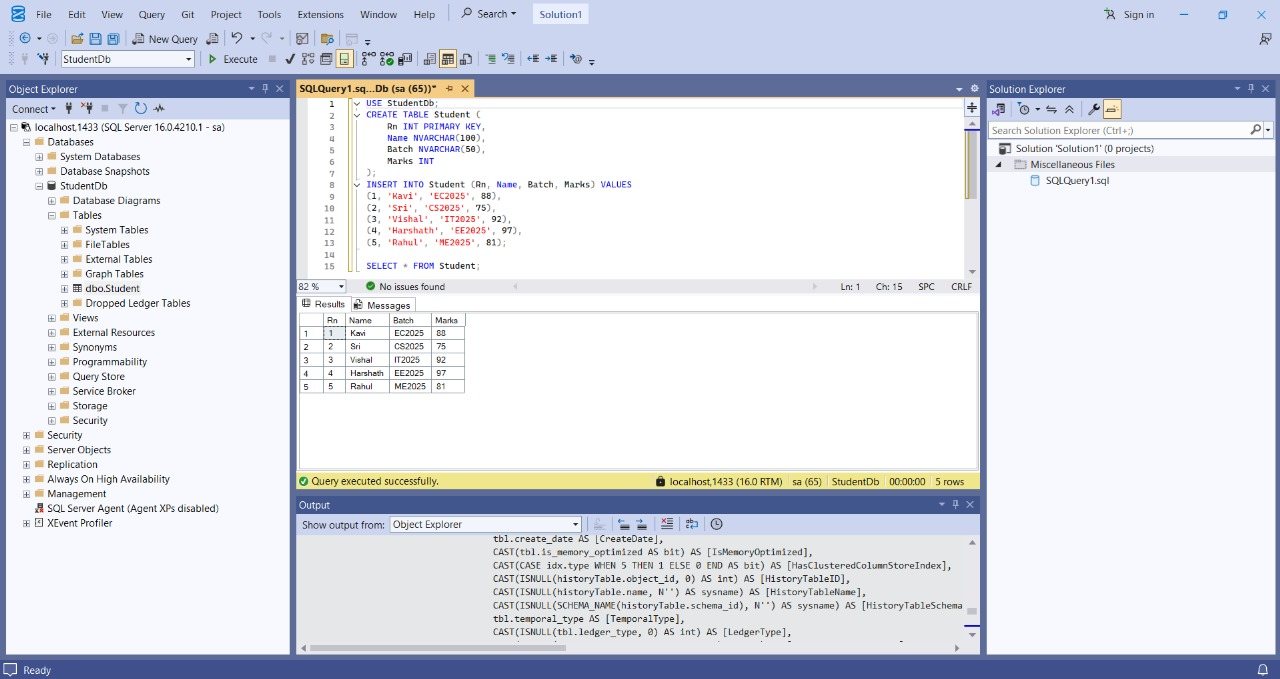 File Edit View Query Git Project Tools Extensions Window Help Search Solution1 Sign in
New Query
StudentDb Execute
Object Explorer
Connect
localhost,1433 (SQL Server 16.0.4210.1 - sa)
Databases
System Databases
Database Snapshots
StudentDb
Database Diagrams
Tables
System Tables
FileTables
External Tables
Graph Tables
dbo.Student
Dropped Ledger Tables
Views
External Resources
Synonyms
Programmability
Query Store
Service Broker
Storage
Security
Security
Server Objects
Replication
Always On High Availability
Management
SQL Server Agent (Agent XPs disabled)
XEvent Profiler
SQLQuery1.sq...Db (sa (65))*
1 USE StudentDb;
2 CREATE TABLE Student (
3 Rn INT PRIMARY KEY,
4 Name NVARCHAR(100),
5 Batch NVARCHAR(50),
6 Marks INT
7 );
8 INSERT INTO Student (Rn, Name, Batch, Marks) VALUES
9 (1, 'Kavi', 'EC2025', 88),
10 (2, 'Sri', 'CS2025', 75),
11 (3, 'Vishal', 'IT2025', 92),
12 (4, 'Harshath', 'EE2025', 97),
13 (5, 'Rahul', 'ME2025', 81);
14
15 SELECT * FROM Student;
82 % No issues found Ln: 1 Ch: 15 SPC CRLF
Results Messages
Rn Name Batch Marks
1 1 Kavi EC2025 88
2 2 Sri CS2025 75
3 3 Vishal IT2025 92
4 4 Harshath EE2025 97
5 5 Rahul ME2025 81
Query executed successfully. localhost,1433 (16.0 RTM) sa (65) StudentDb 00:00:00 5 rows
Output
Show output from: Object Explorer
tbl.create_date AS [CreateDate],
CAST(tbl.is_memory_optimized AS bit) AS [IsMemoryOptimized],
CAST(CASE idx.type WHEN 5 THEN 1 ELSE 0 END AS bit) AS [HasClusteredColumnStoreIndex],
CAST(ISNULL(historyTable.object_id, 0) AS int) AS [HistoryTableID],
CAST(ISNULL(historyTable.name, N'') AS sysname) AS [HistoryTableName],
CAST(ISNULL(SCHEMA_NAME(historyTable.schema_id), N'') AS sysname) AS [HistoryTableSchema
tbl.temporal_type AS [TemporalType],
CAST(ISNULL(tbl.ledger_type, 0) AS int) AS [LedgerType],
Solution Explorer
Search Solution Explorer (Ctrl+;)
Solution 'Solution1' (0 projects)
Miscellaneous Files
SQLQuery1.sql
Ready